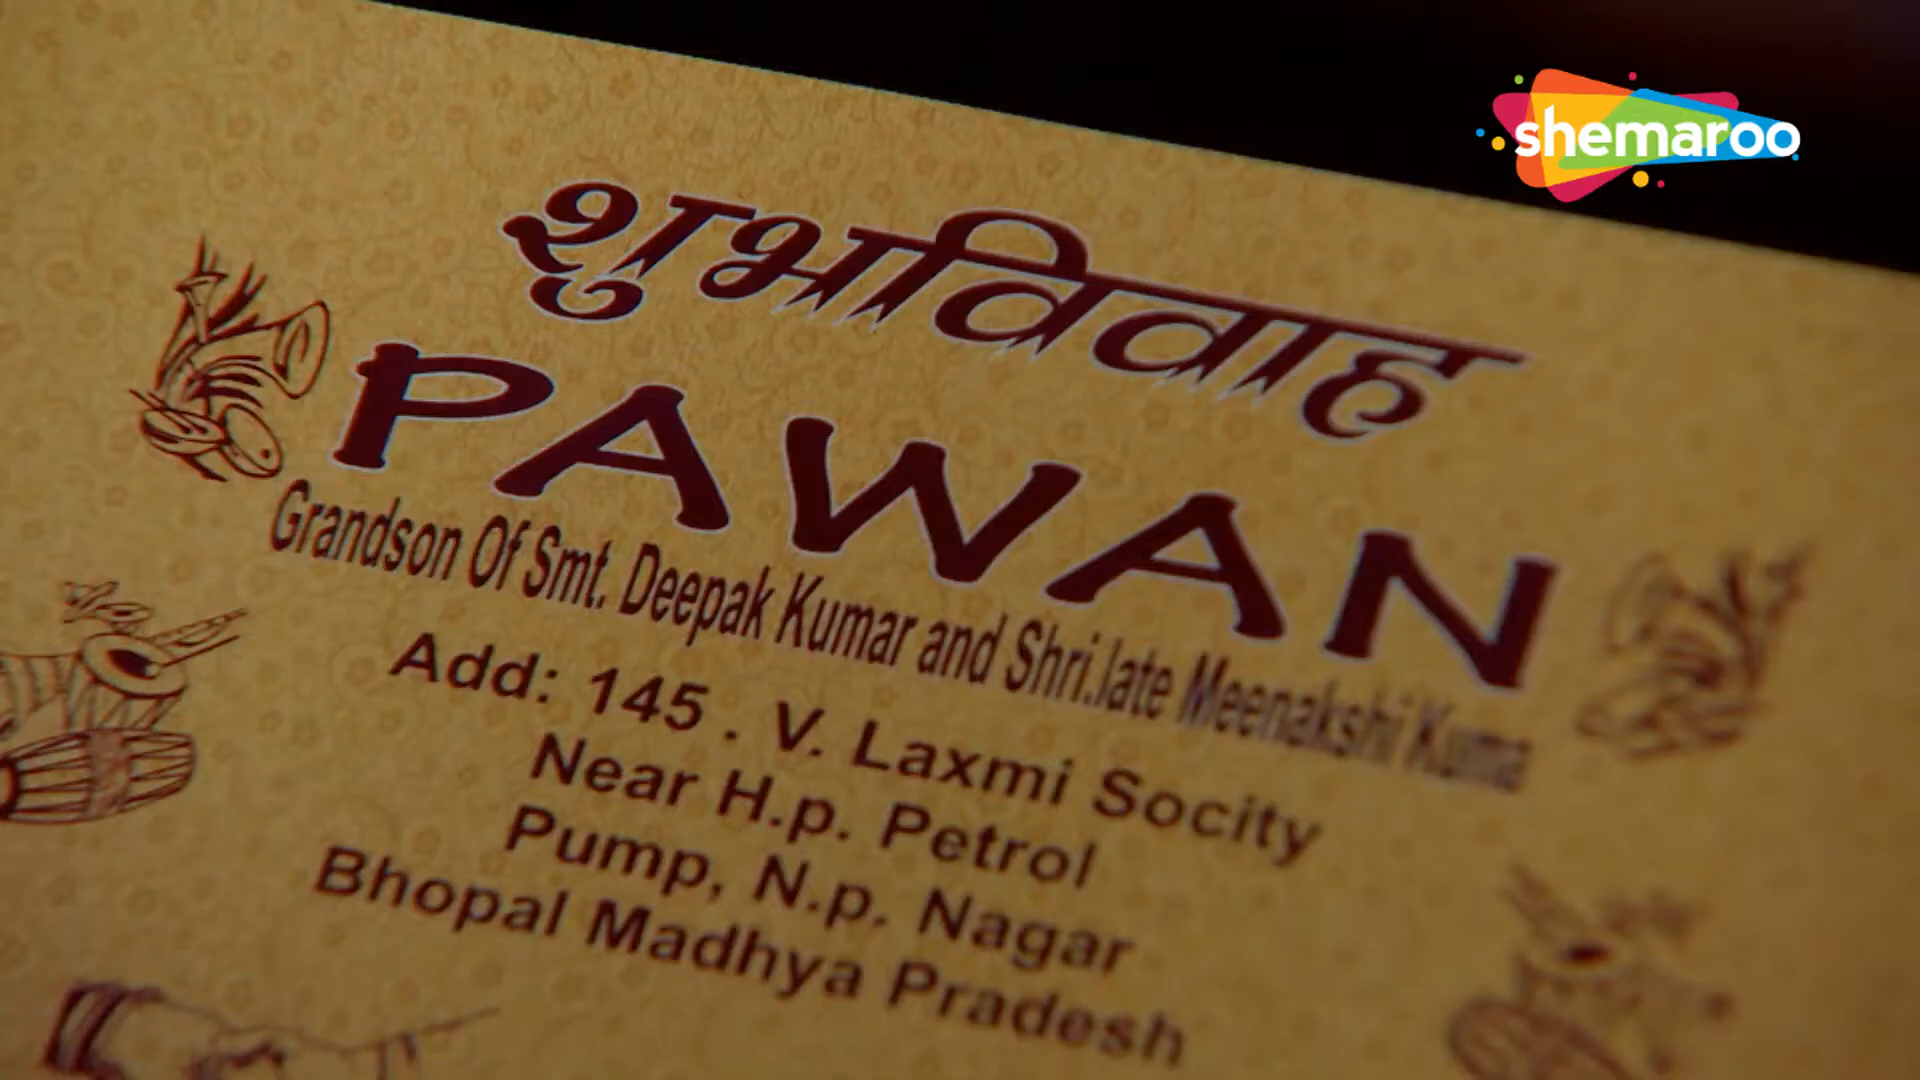 shemaroo
शुभविवाह
PAWAN
Grandson Of Smt. Deepak Kumar and Shri.late Meenakshi Kuma
Add: 145 . V. Laxmi Socity
Near H.p. Petrol
Pump, N.p. Nagar
Bhopal Madhya Pradesh